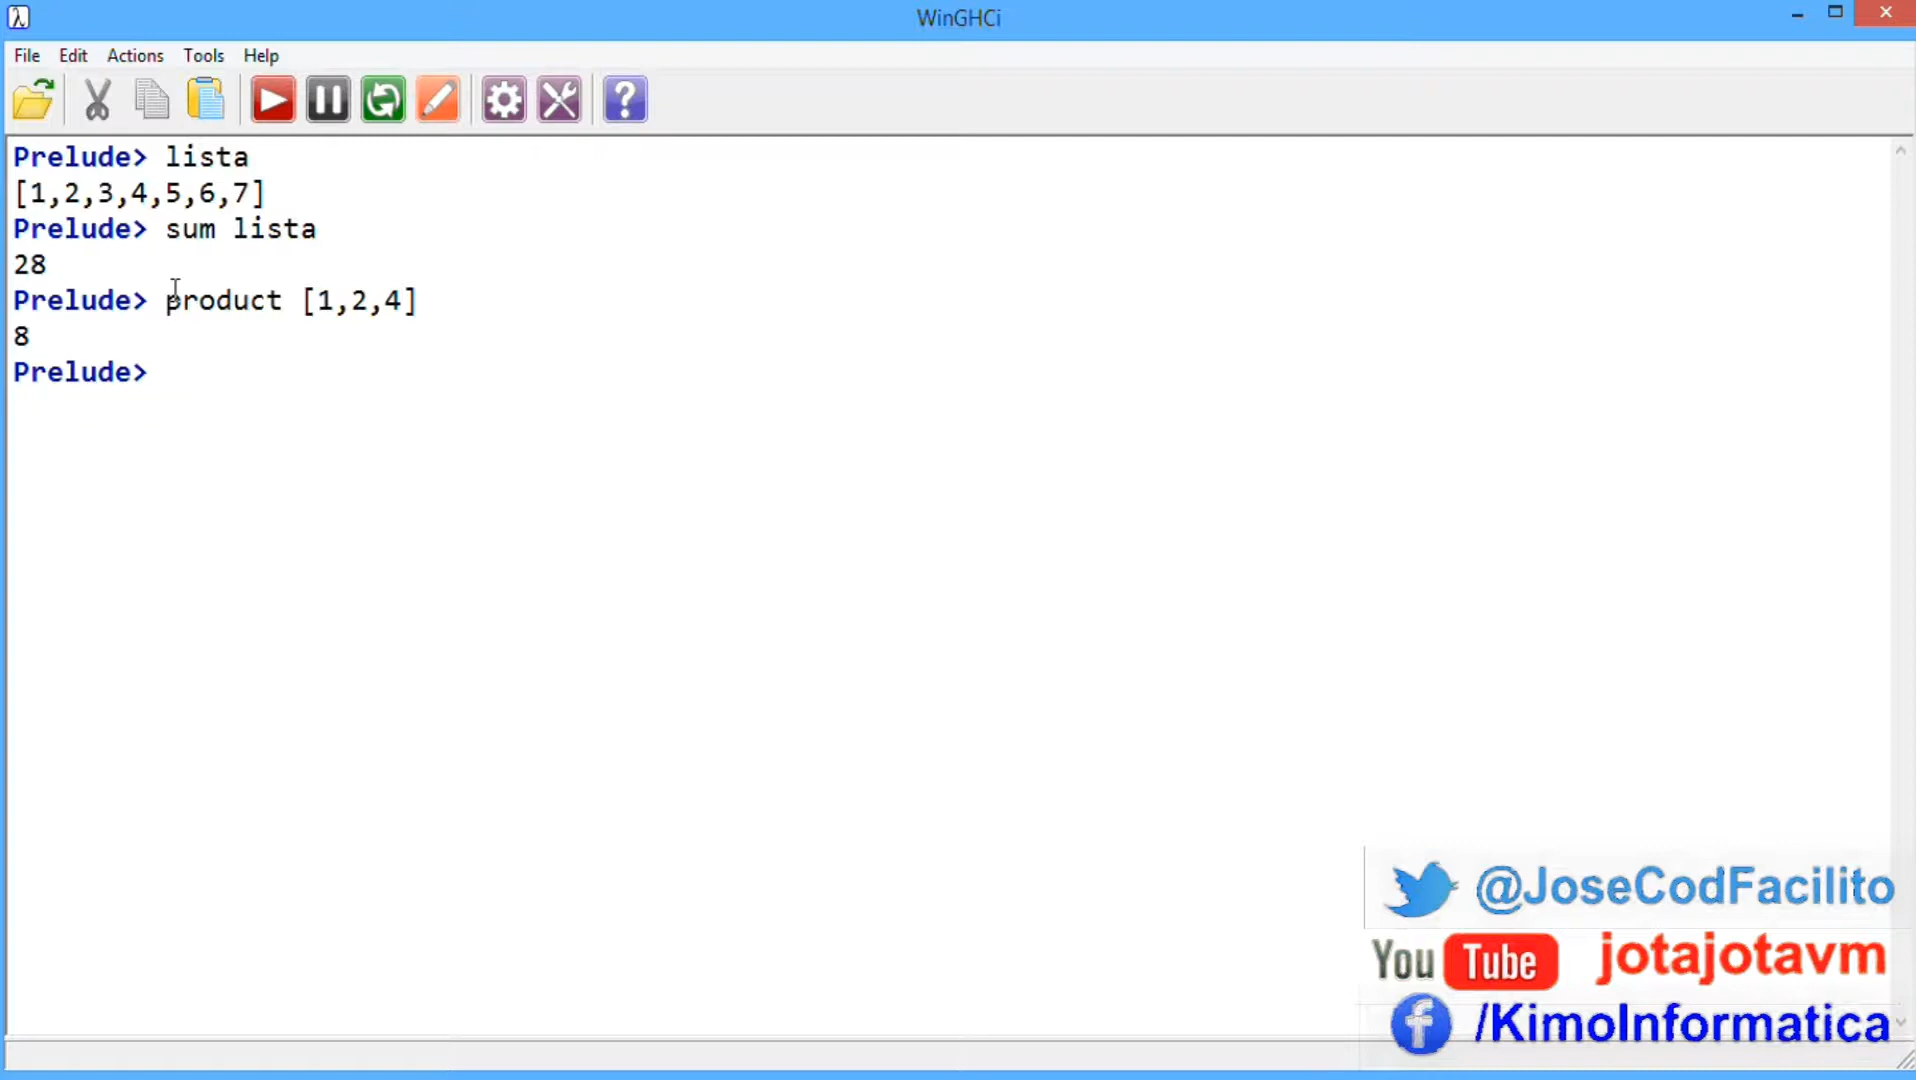 WinGHCi
File Edit Actions Tools Help
Prelude> lista
[1,2,3,4,5,6,7]
Prelude> sum lista
28
Prelude> product [1,2,4]
8
Prelude>
@JoseCodFacilito
You Tube jotajotavm
/KimoInformatica